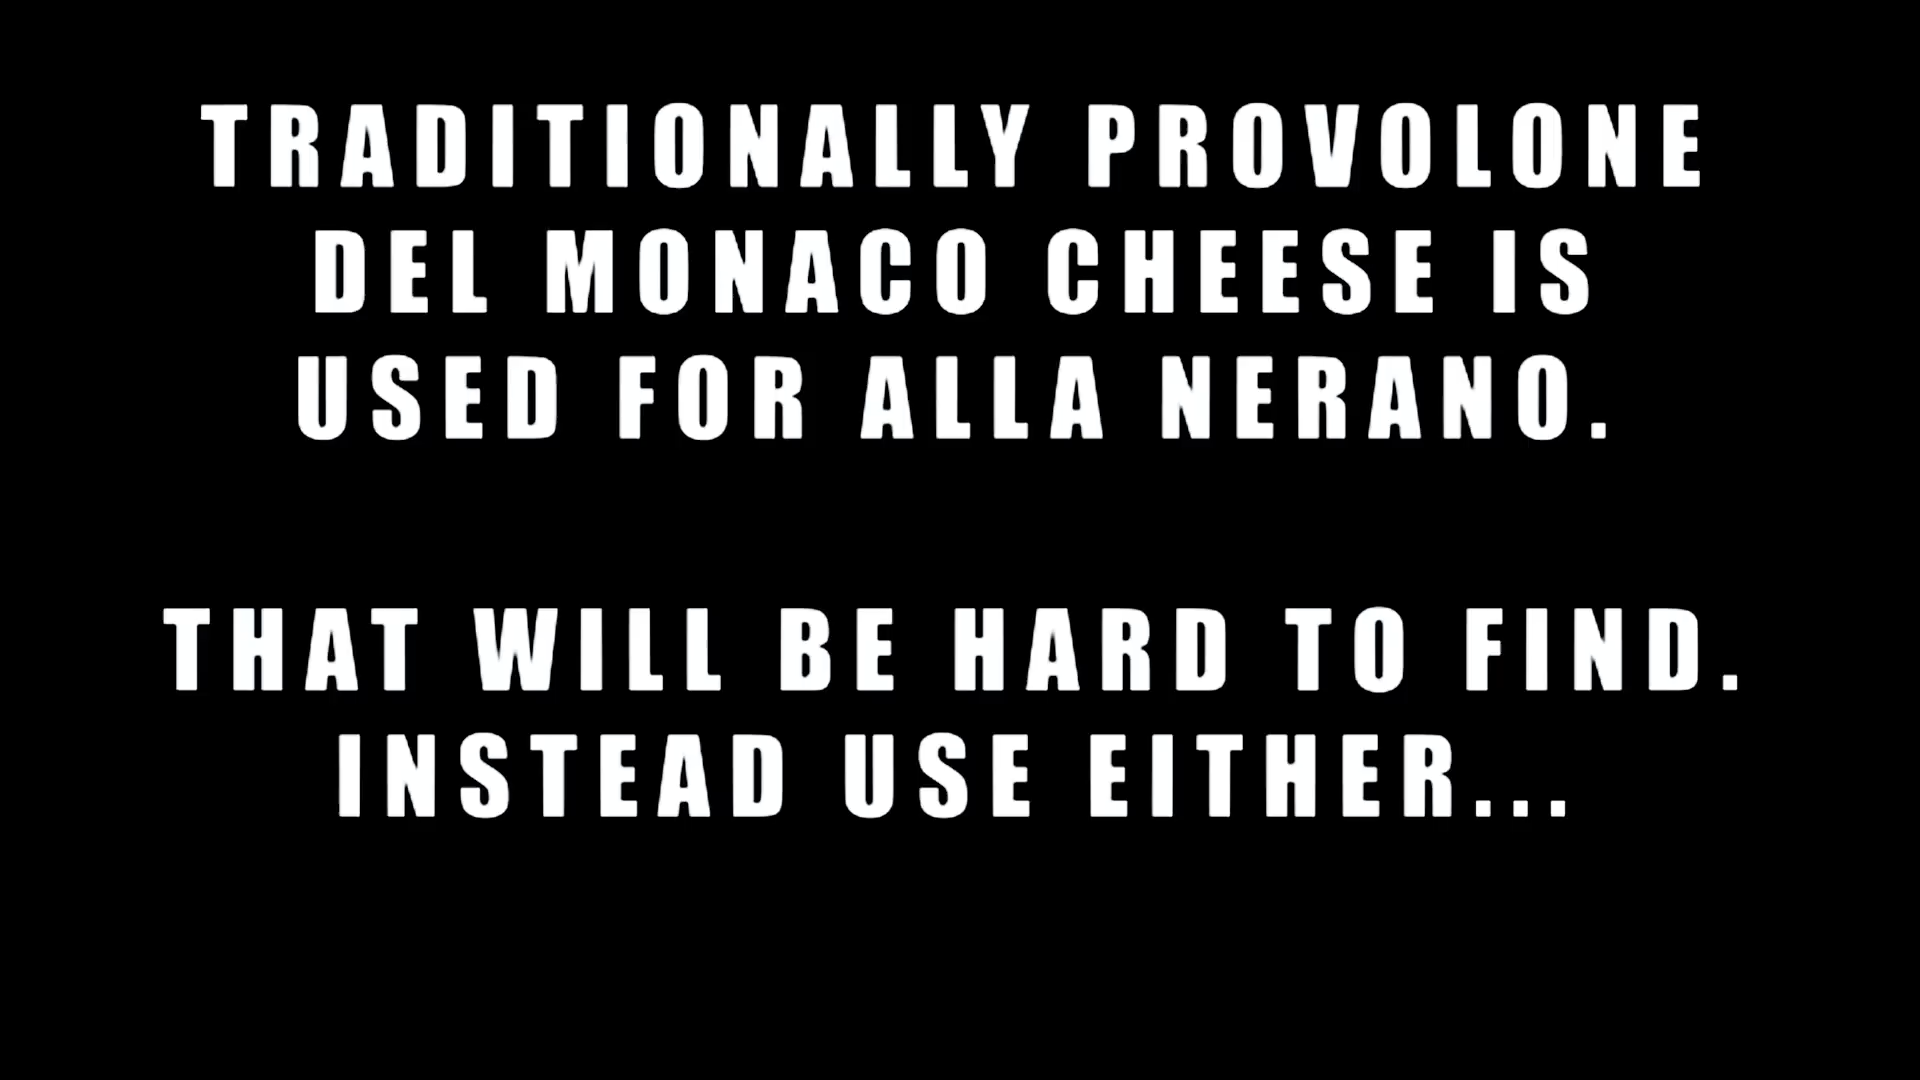 TRADITIONALLY PROVOLONE
DEL MONACO CHEESE IS
USED FOR ALLA NERANO.
THAT WILL BE HARD TO FIND.
INSTEAD USE EITHER...